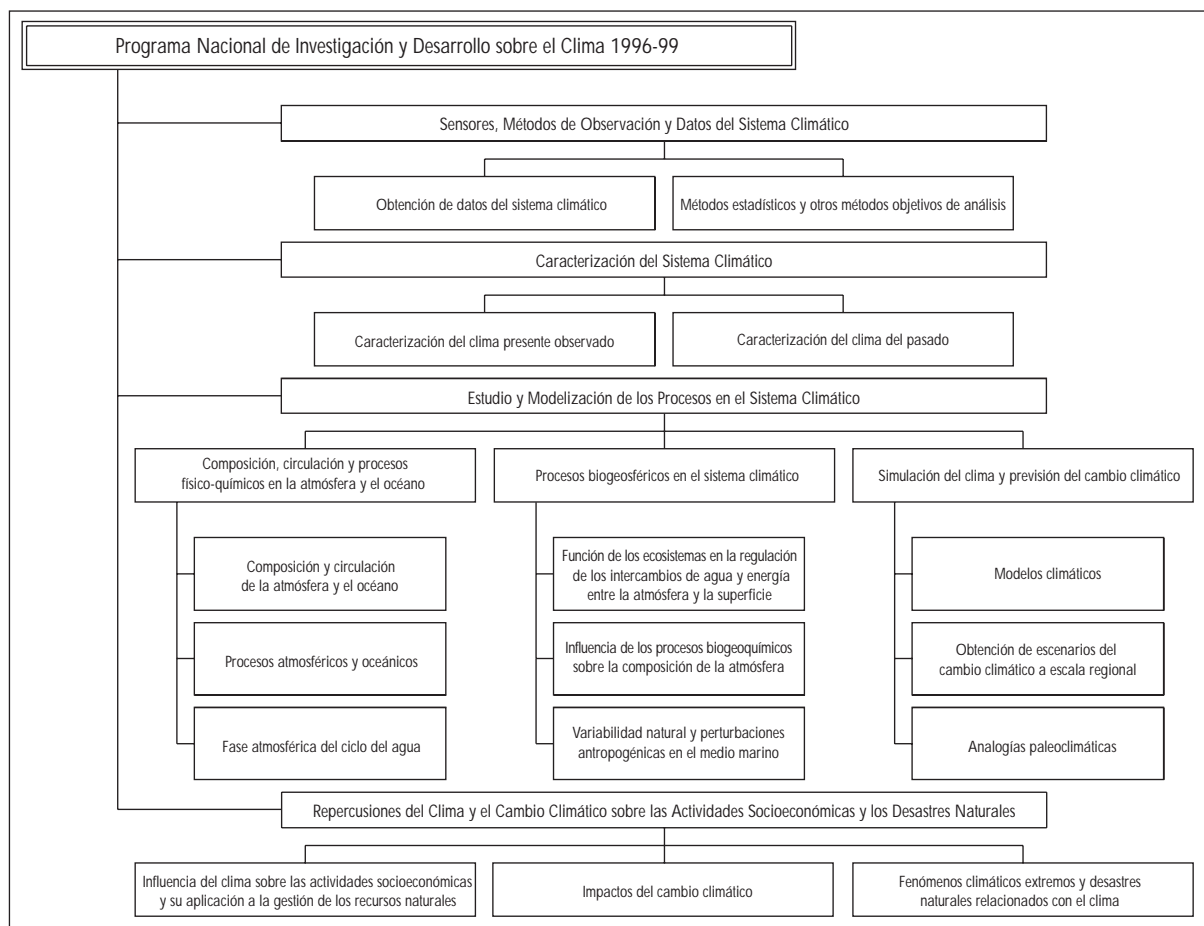 Programa Nacional de Investigación y Desarrollo sobre el Clima 1996-99
Sensores, Métodos de Observación y Datos del Sistema Climático
Obtención de datos del sistema climático
Métodos estadísticos y otros métodos objetivos de análisis
Caracterización del Sistema Climático
Caracterización del clima presente observado
Caracterización del clima del pasado
Estudio y Modelización de los Procesos en el Sistema Climático
Composición, circulación y procesos
físico-químicos en la atmósfera y el océano
Procesos biogeosféricos en el sistema climático
Simulación del clima y previsión del cambio climático
Composición y circulación
de la atmósfera y el océano
Función de los ecosistemas en la regulación
de los intercambios de agua y energía
entre la atmósfera y la superficie
Modelos climáticos
Procesos atmosféricos y oceánicos
Influencia de los procesos biogeoquímicos
sobre la composición de la atmósfera
Obtención de escenarios del
cambio climático a escala regional
Fase atmosférica del ciclo del agua
Variabilidad natural y perturbaciones
antropogénicas en el medio marino
Analogías paleoclimáticas
Repercusiones del Clima y el Cambio Climático sobre las Actividades Socioeconómicas y los Desastres Naturales
Influencia del clima sobre las actividades socioeconómicas
y su aplicación a la gestión de los recursos naturales
Impactos del cambio climático
Fenómenos climáticos extremos y desastres
naturales relacionados con el clima